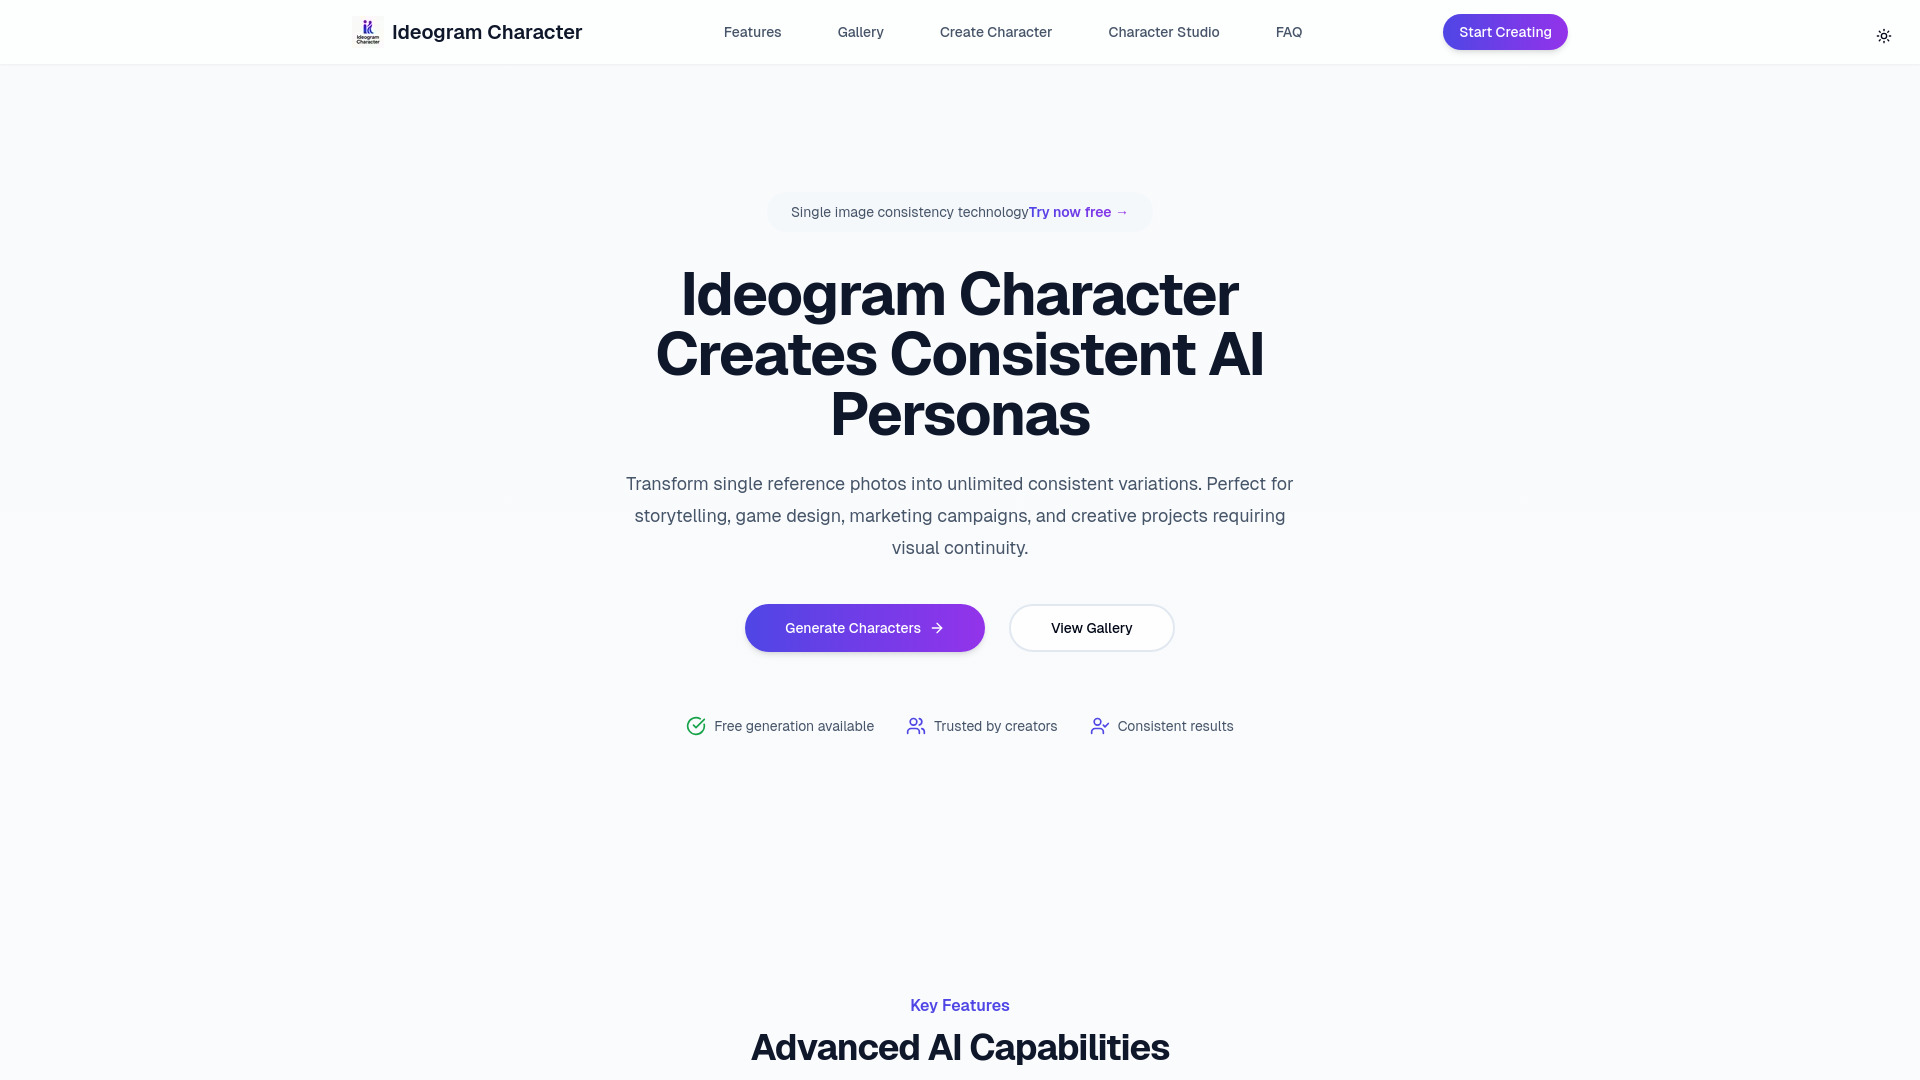 Ideogram
Character
Ideogram Character
Features
Gallery
Create Character
Character Studio
FAQ
Start Creating
Single image consistency technologyTry now free →
Ideogram Character
Creates Consistent AI
Personas
Transform single reference photos into unlimited consistent variations. Perfect for
storytelling, game design, marketing campaigns, and creative projects requiring
visual continuity.
Generate Characters →
View Gallery
Free generation available
Trusted by creators
Consistent results
Key Features
Advanced AI Capabilities